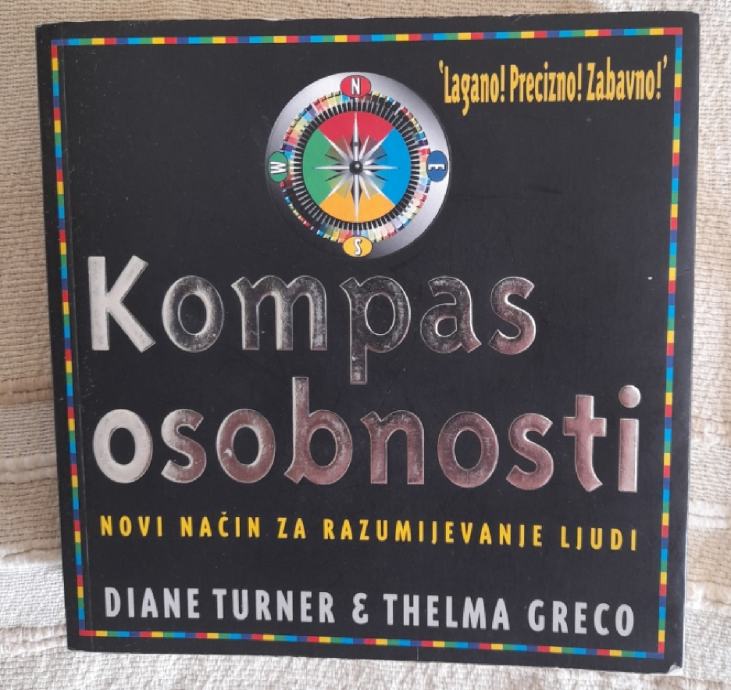 'Lagano! Precizno! Zabavno!'
N
W
E
S
Kompas
osobnosti
NOVI NAČIN ZA RAZUMIJEVANJE LJUDI
DIANE TURNER & THELMA GRECO